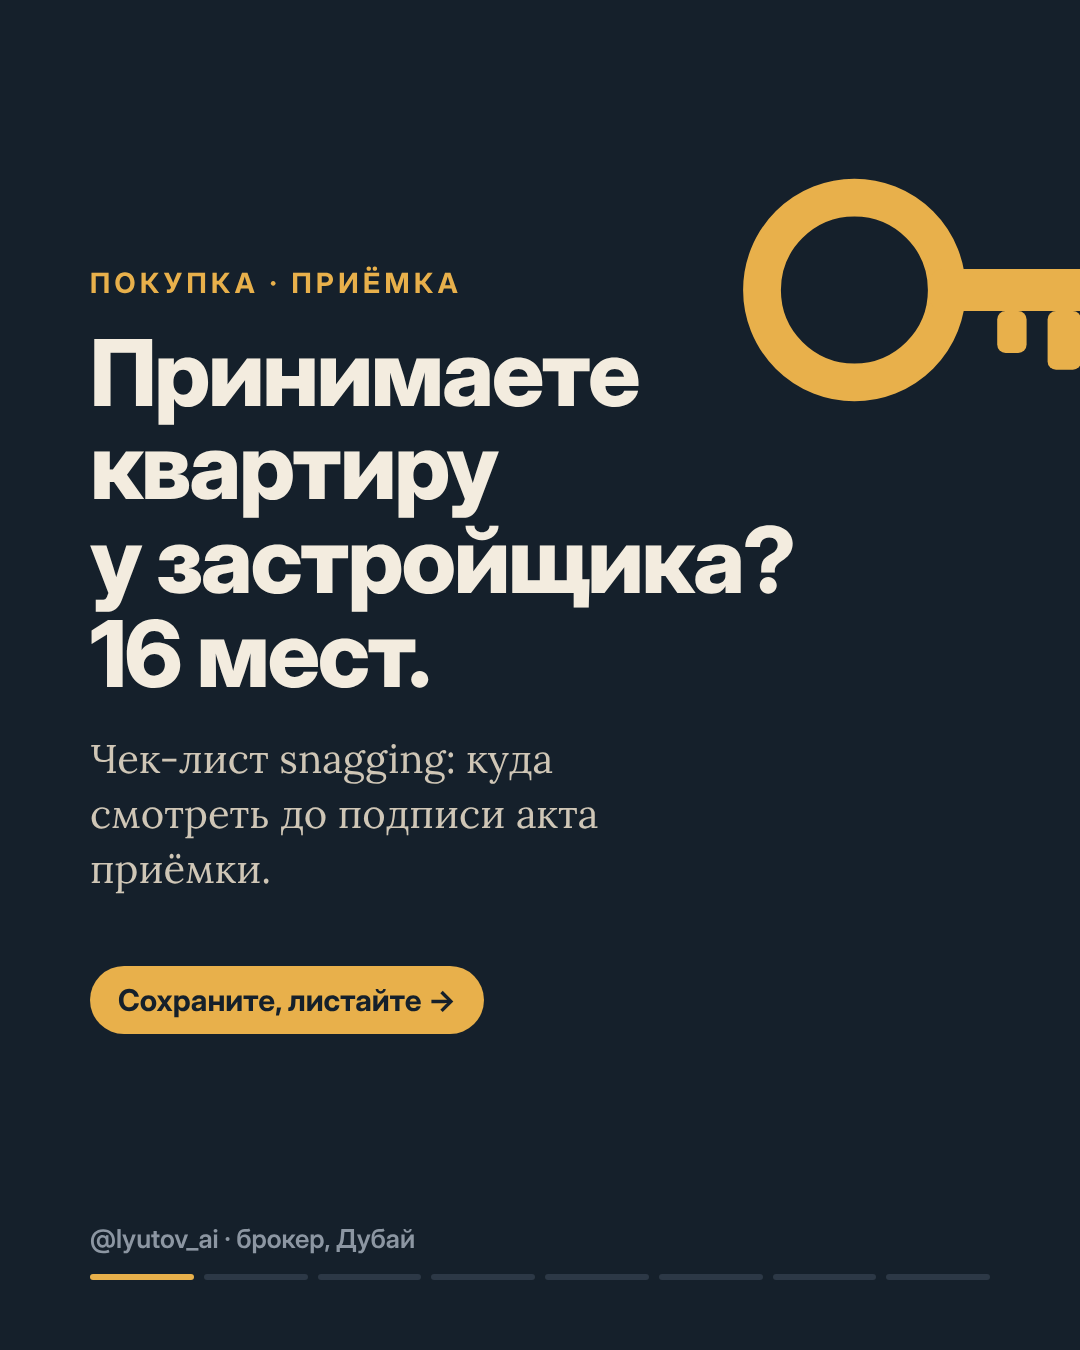 ПОКУПКА · ПРИЁМКА
Принимаете
квартиру
у застройщика?
16 мест.
Чек-лист snagging: куда
смотреть до подписи акта
приёмки.
Сохраните, листайте →
@lyutov_ai · брокер, Дубай